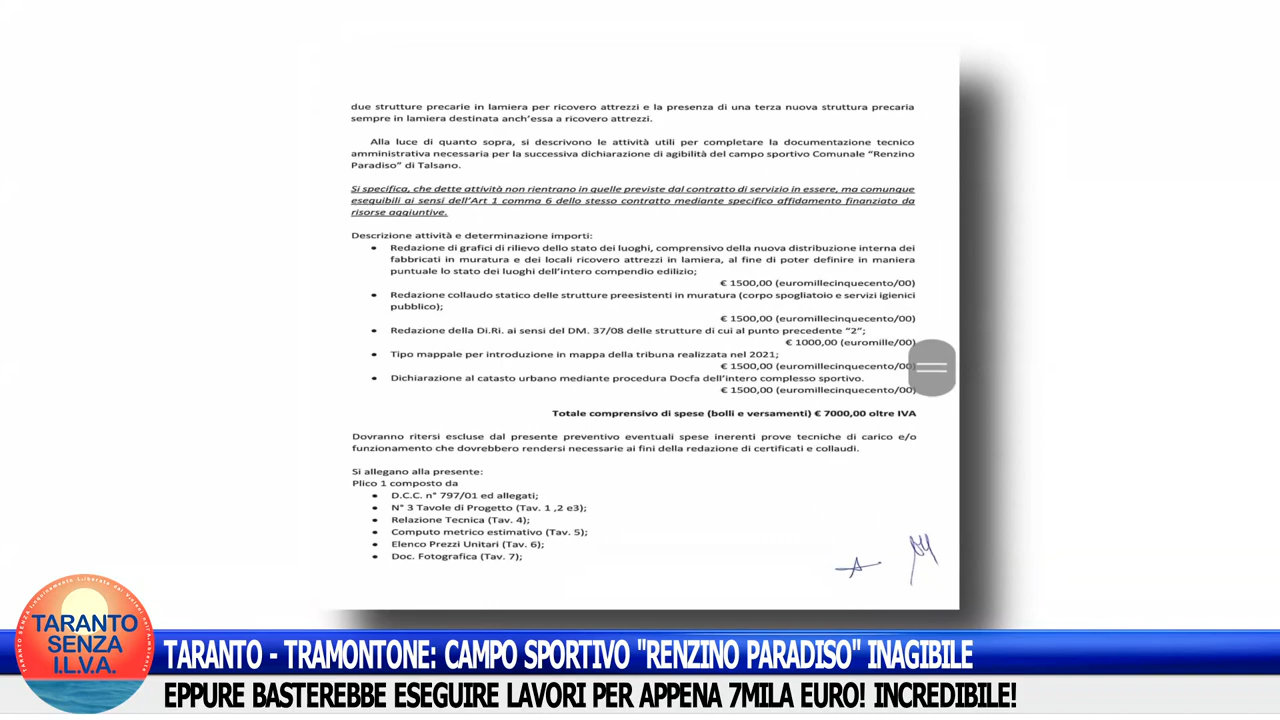 due strutture precarie in lamiera per ricovero attrezzi e la presenza di una terza nuova struttura precaria
sempre in lamiera destinata anch'essa a ricovero attrezzi.
Alla luce di quanto sopra, si descrivono le attività utili per completare la documentazione tecnico
amministrativa necessaria per la successiva dichiarazione di agibilità del campo sportivo Comunale "Renzino
Paradiso" di Talsano.
Si specifica, che dette attività non rientrano in quelle previste dal contratto di servizio in essere, ma comunque
eseguibili ai sensi dell'Art 1 comma 6 dello stesso contratto mediante specifico affidamento finanziato da
risorse aggiuntive.
Descrizione attività e determinazione importi:
• Redazione di grafici di rilievo dello stato dei luoghi, comprensivo della nuova distribuzione interna dei
fabbricati in muratura e dei locali ricovero attrezzi in lamiera, al fine di poter definire in maniera
puntuale lo stato dei luoghi dell'intero compendio edilizio;
€ 1500,00 (euromillecinquecento/00)
• Redazione collaudo statico delle strutture preesistenti in muratura (corpo spogliatoio e servizi igienici
pubblico);
€ 1500,00 (euromillecinquecento/00)
• Redazione della Di.Ri. ai sensi del DM. 37/08 delle strutture di cui al punto precedente "2";
€ 1000,00 (euromille/00)
• Tipo mappale per introduzione in mappa della tribuna realizzata nel 2021;
€ 1500,00 (euromillecinquecento/00)
• Dichiarazione al catasto urbano mediante procedura Docfa dell'intero complesso sportivo.
€ 1500,00 (euromillecinquecento/00)
Totale comprensivo di spese (bolli e versamenti) € 7000,00 oltre IVA
Dovranno ritersi escluse dal presente preventivo eventuali spese inerenti prove tecniche di carico e/o
funzionamento che dovrebbero rendersi necessarie ai fini della redazione di certificati e collaudi.
Si allegano alla presente:
Plico 1 composto da
• D.C.C. n° 797/01 ed allegati;
• N° 3 Tavole di Progetto (Tav. 1 ,2 e3);
• Relazione Tecnica (Tav. 4);
• Computo metrico estimativo (Tav. 5);
• Elenco Prezzi Unitari (Tav. 6);
• Doc. Fotografica (Tav. 7);
TARANTO
SENZA
I.L.V.A.
TARANTO - TRAMONTONE: CAMPO SPORTIVO "RENZINO PARADISO" INAGIBILE
EPPURE BASTEREBBE ESEGUIRE LAVORI PER APPENA 7MILA EURO! INCREDIBILE!